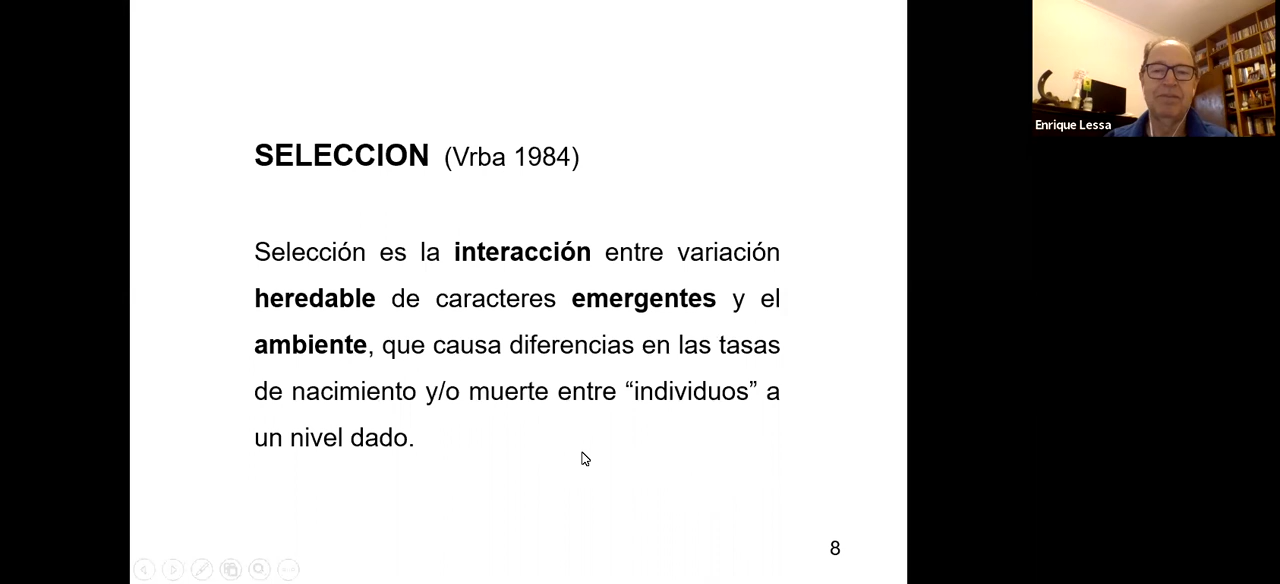 SELECCION (Vrba 1984)
Selección es la interacción entre variación
heredable de caracteres emergentes y el
ambiente, que causa diferencias en las tasas
de nacimiento y/o muerte entre “individuos” a
un nivel dado.
8
Enrique Lessa